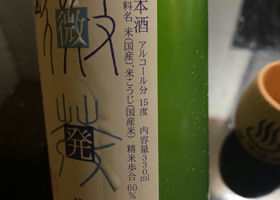 本酒
アルコール分 15度
料名 米(国産)、米こうじ(国産米)
内容量330ml
精米歩合 60%
微
発